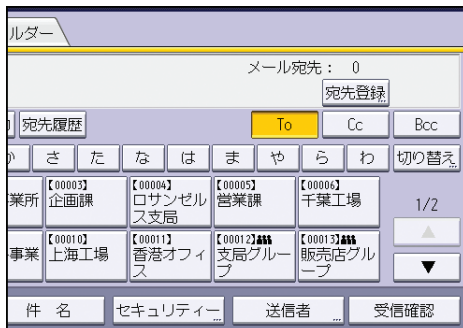 ルダー
メール宛先： 0
宛先登録
宛先履歴
To
Cc
Bcc
か さ た な は ま や ら わ 切り替え
業所
【00003】
企画課
【00004】
ロサンゼル
ス支局
【00005】
営業課
【00006】
千葉工場
1/2
事業
【00010】
上海工場
【00011】
香港オフィ
ス
【00012】
支局グルー
プ
【00013】
販売店グル
ープ
▲
▼
件 名
セキュリティー
送信者
受信確認